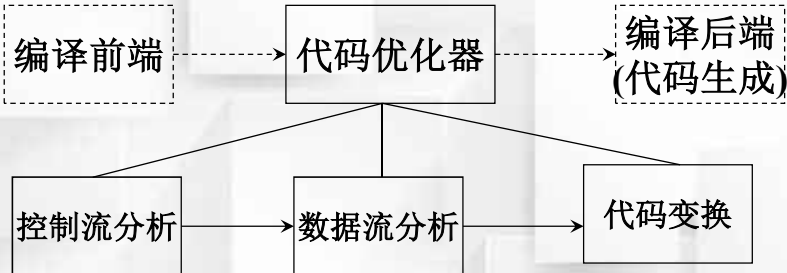 编译前端
代码优化器
编译后端
(代码生成)
控制流分析
数据流分析
代码变换